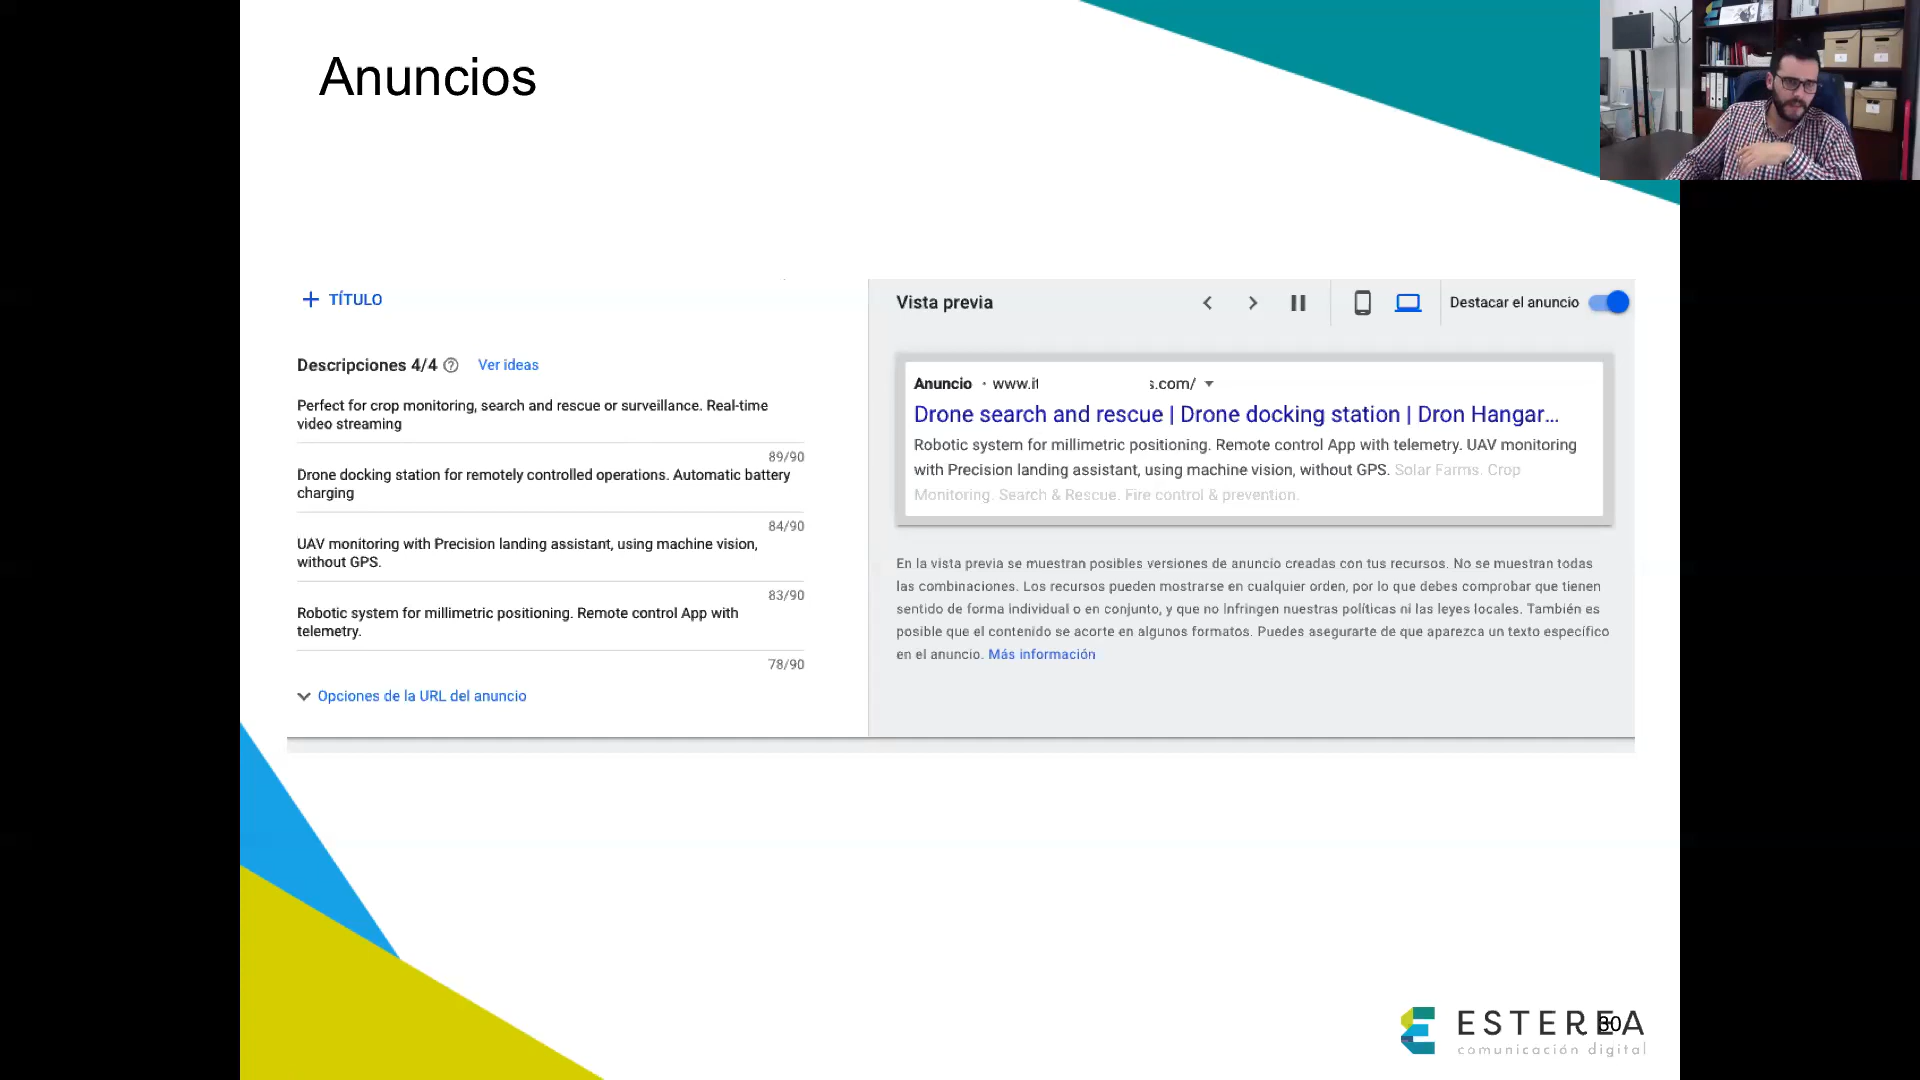 Anuncios
+ TÍTULO
Descripciones 4/4 Ver ideas
Perfect for crop monitoring, search and rescue or surveillance. Real-time
video streaming
89/90
Drone docking station for remotely controlled operations. Automatic battery
charging
84/90
UAV monitoring with Precision landing assistant, using machine vision,
without GPS.
83/90
Robotic system for millimetric positioning. Remote control App with
telemetry.
78/90
Opciones de la URL del anuncio
Vista previa
Destacar el anuncio
Anuncio · www.it s.com/
Drone search and rescue | Drone docking station | Dron Hangar...
Robotic system for millimetric positioning. Remote control App with telemetry. UAV monitoring
with Precision landing assistant, using machine vision, without GPS. Solar Farms. Crop
Monitoring. Search & Rescue. Fire control & prevention.
En la vista previa se muestran posibles versiones de anuncio creadas con tus recursos. No se muestran todas
las combinaciones. Los recursos pueden mostrarse en cualquier orden, por lo que debes comprobar que tienen
sentido de forma individual o en conjunto, y que no infringen nuestras políticas ni las leyes locales. También es
posible que el contenido se acorte en algunos formatos. Puedes asegurarte de que aparezca un texto específico
en el anuncio. Más información
ESTEREA
30
comunicación digital